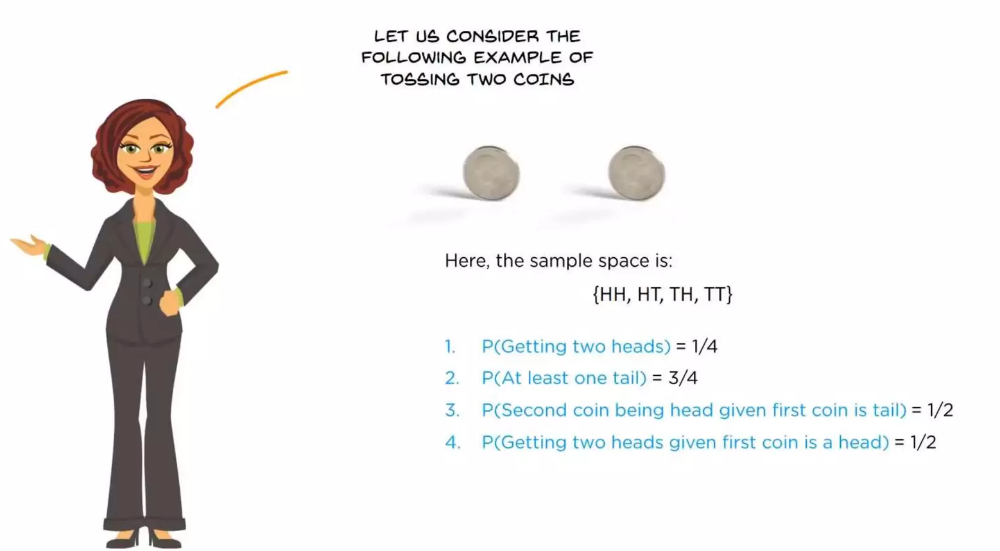 LET US CONSIDER THE
FOLLOWING EXAMPLE OF
TOSSING TWO COINS
Here, the sample space is:
{HH, HT, TH, TT}
1. P(Getting two heads) = 1/4
2. P(At least one tail) = 3/4
3. P(Second coin being head given first coin is tail) = 1/2
4. P(Getting two heads given first coin is a head) = 1/2